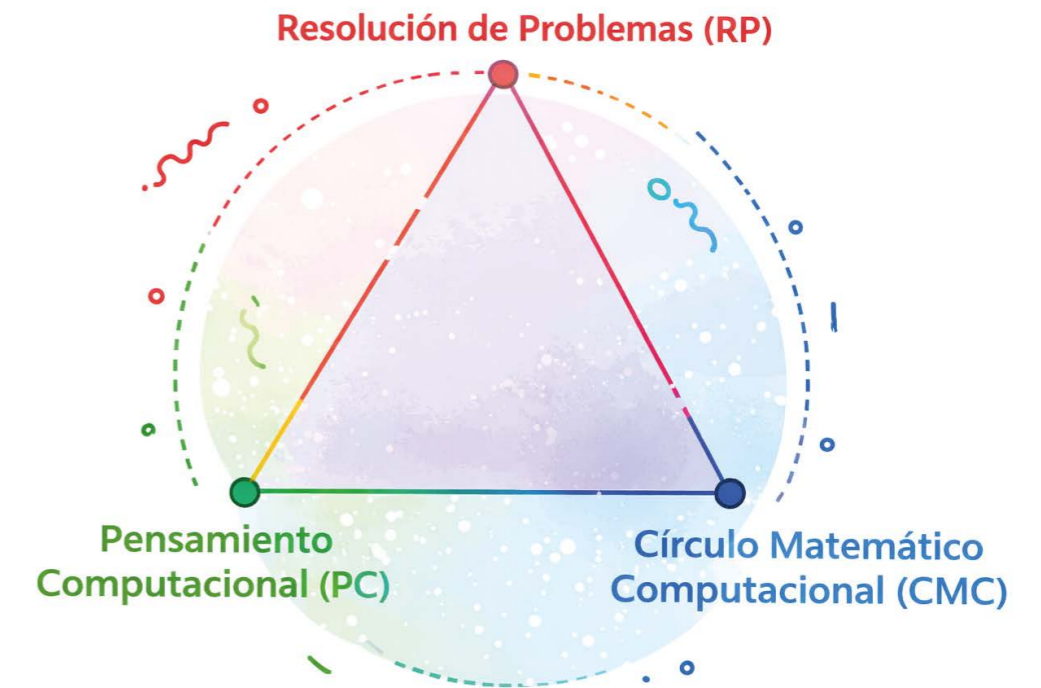 Resolución de Problemas (RP)
Pensamiento
Computacional (PC)
Círculo Matemático
Computacional (CMC)